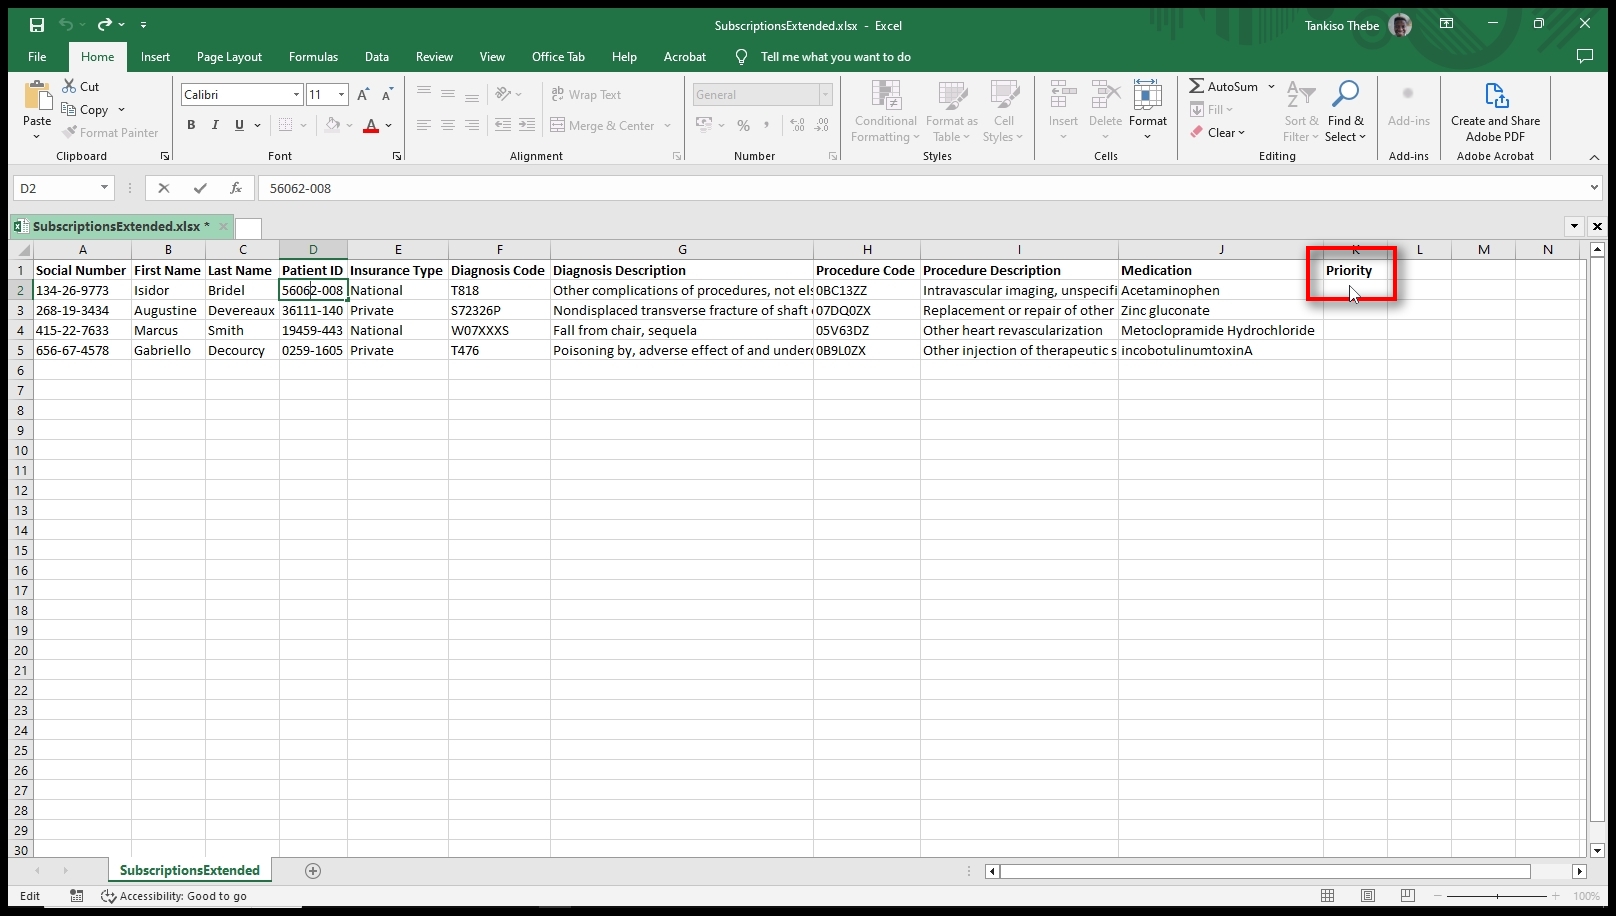 SubscriptionsExtended.xlsx - Excel
Tankiso Thebe
File Home Insert Page Layout Formulas Data Review View Office Tab Help Acrobat Tell me what you want to do
Paste
Cut
Copy
Format Painter
Clipboard
Calibri 11
B I U
Font
Wrap Text
Merge & Center
Alignment
General
%
Number
Conditional Formatting
Format as Table
Cell Styles
Styles
Insert Delete Format
Cells
AutoSum
Fill
Clear
Sort & Filter
Find & Select
Editing
Add-ins
Add-ins
Create and Share Adobe PDF
Adobe Acrobat
D2 fx 56062-008
SubscriptionsExtended.xlsx *
A B C D E F G H I J K L M N
1 Social Number First Name Last Name Patient ID Insurance Type Diagnosis Code Diagnosis Description Procedure Code Procedure Description Medication Priority
2 134-26-9773 Isidor Bridel 56062-008 National T818 Other complications of procedures, not els 0BC13ZZ Intravascular imaging, unspecifi Acetaminophen
3 268-19-3434 Augustine Devereaux 36111-140 Private S72326P Nondisplaced transverse fracture of shaft 07DQ0ZX Replacement or repair of other Zinc gluconate
4 415-22-7633 Marcus Smith 19459-443 National W07XXXS Fall from chair, sequela 05V63DZ Other heart revascularization Metoclopramide Hydrochloride
5 656-67-4578 Gabriello Decourcy 0259-1605 Private T476 Poisoning by, adverse effect of and underd 0B9L0ZX Other injection of therapeutic s incobotulinumtoxinA
6
7
8
9
10
11
12
13
14
15
16
17
18
19
20
21
22
23
24
25
26
27
28
29
30
SubscriptionsExtended
Edit Accessibility: Good to go 100%